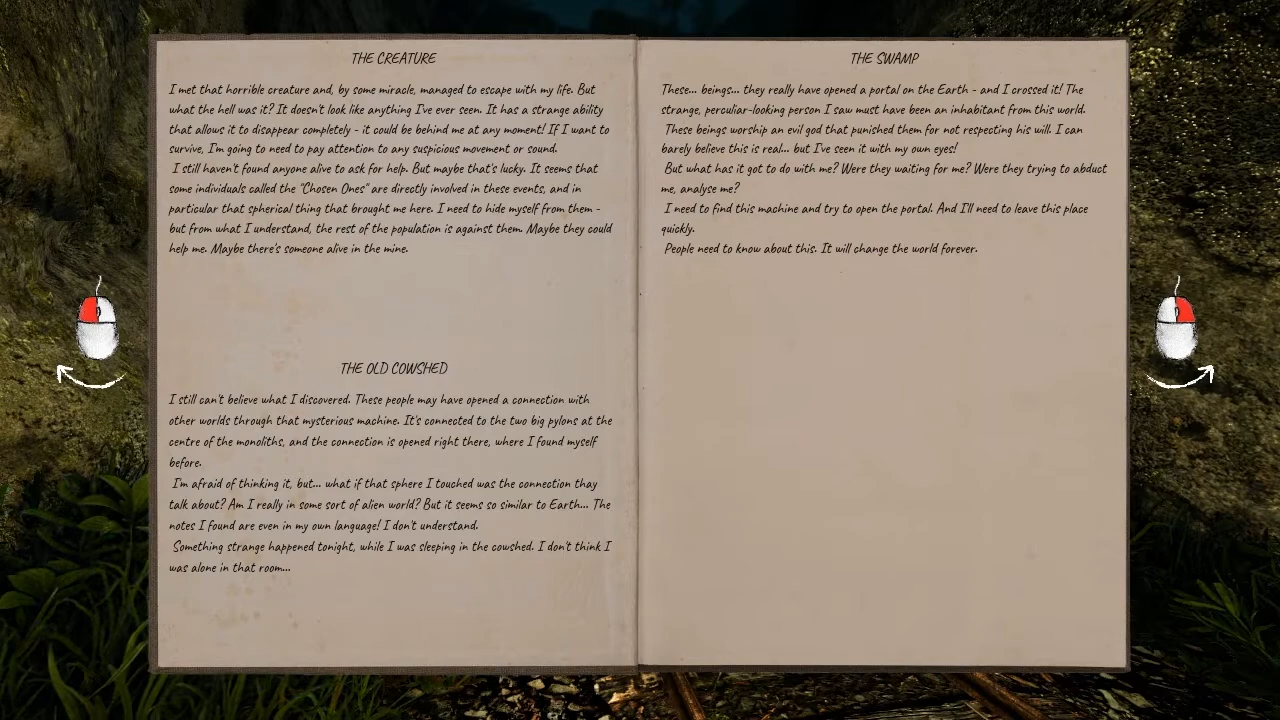 THE CREATURE
I met that horrible creature and, by some miracle, managed to escape with my life. But
what the hell was it? It doesn't look like anything I've ever seen. It has a strange ability
that allows it to disappear completely - it could be behind me at any moment! If I want to
survive, I'm going to need to pay attention to any suspicious movement or sound.
I still haven't found anyone alive to ask for help. But maybe that's lucky. It seems that
some individuals called the "Chosen Ones" are directly involved in these events, and in
particular that spherical thing that brought me here. I need to hide myself from them -
but from what I understand, the rest of the population is against them. Maybe they could
help me. Maybe there's someone alive in the mine.
THE OLD COWSHED
I still can't believe what I discovered. These people may have opened a connection with
other worlds through that mysterious machine. It's connected to the two big pylons at the
centre of the monoliths, and the connection is opened right there, where I found myself
before.
I'm afraid of thinking it, but... what if that sphere I touched was the connection thay
talk about? Am I really in some sort of alien world? But it seems so similar to Earth... The
notes I found are even in my own language! I don't understand.
Something strange happened tonight, while I was sleeping in the cowshed. I don't think I
was alone in that room...
THE SWAMP
These... beings... they really have opened a portal on the Earth - and I crossed it! The
strange, perculiar-looking person I saw must have been an inhabitant from this world.
These beings worship an evil god that punished them for not respecting his will. I can
barely believe this is real... but I've seen it with my own eyes!
But what has it got to do with me? Were they waiting for me? Were they trying to abduct
me, analyse me?
I need to find this machine and try to open the portal. And I'll need to leave this place
quickly.
People need to know about this. It will change the world forever.